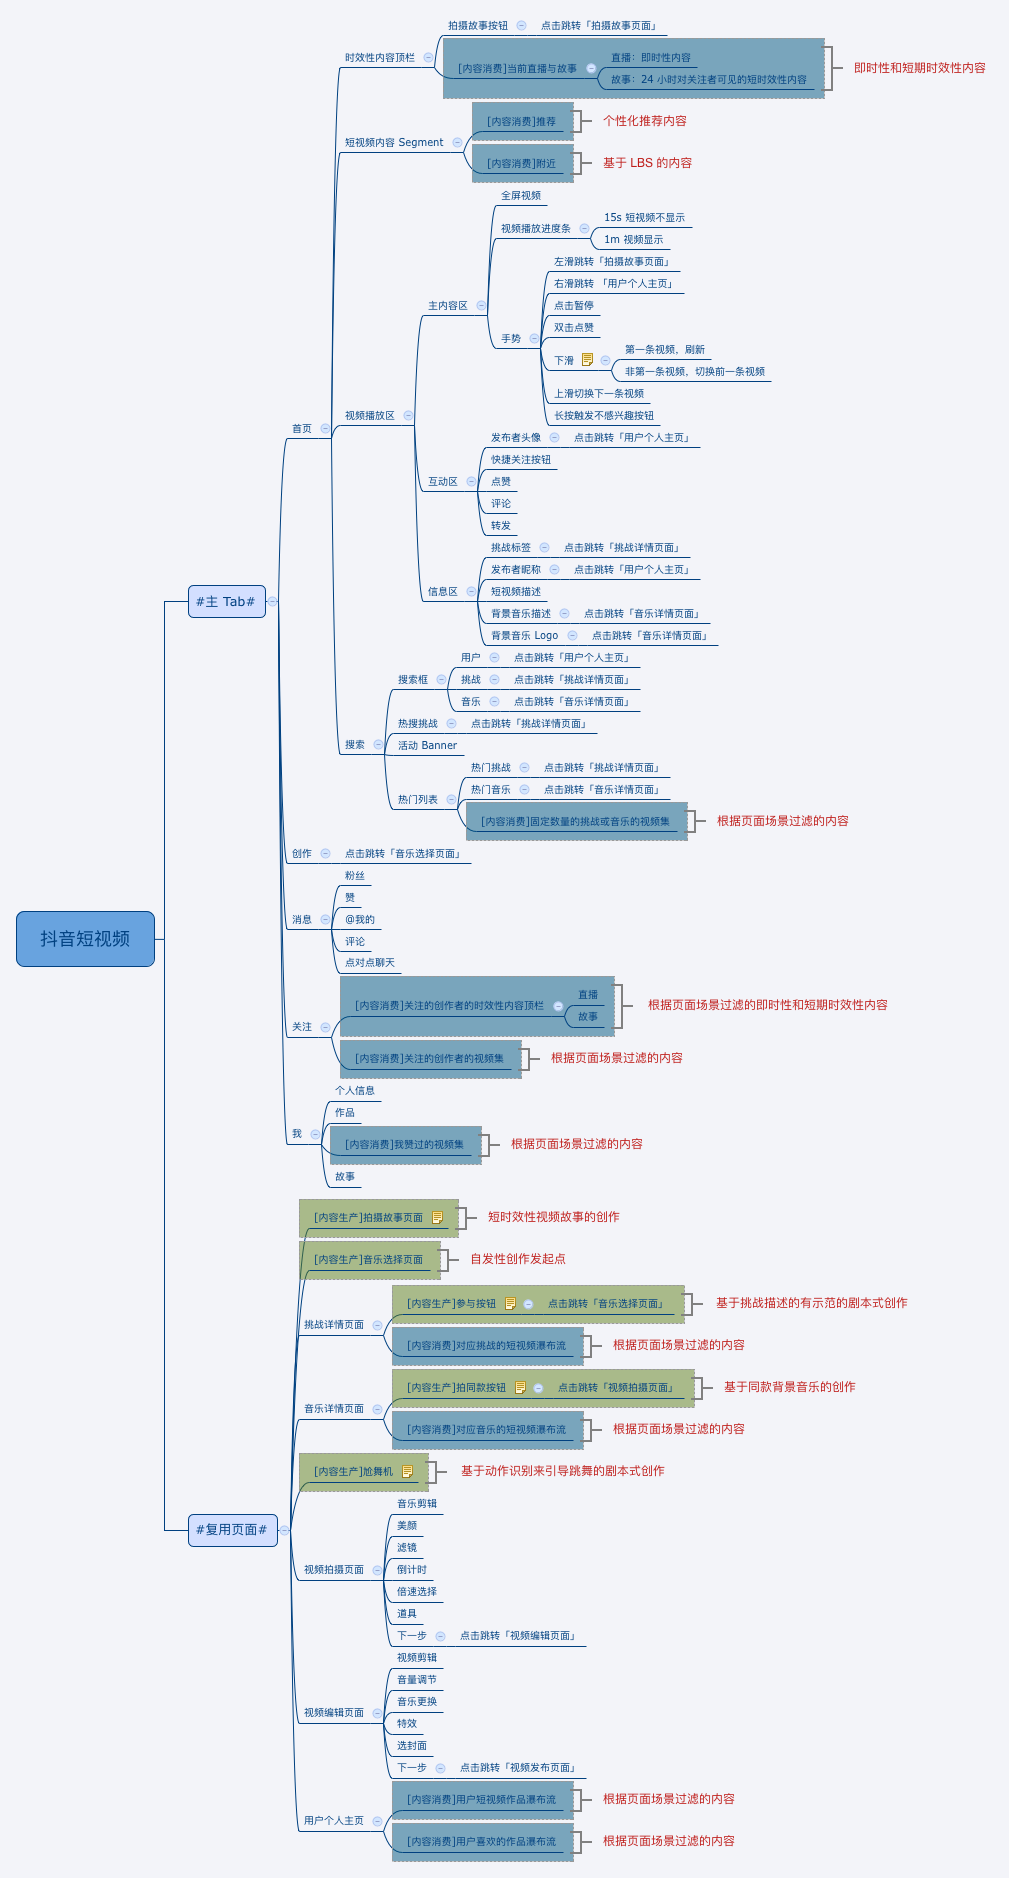 抖音短视频
#主 Tab#
首页
时效性内容顶栏
拍摄故事按钮
点击跳转「拍摄故事页面」
[内容消费]当前直播与故事
直播：即时性内容
故事：24 小时对关注者可见的短时效性内容
即时性和短期时效性内容
短视频内容 Segment
[内容消费]推荐
个性化推荐内容
[内容消费]附近
基于 LBS 的内容
视频播放区
主内容区
全屏视频
视频播放进度条
15s 短视频不显示
1m 视频显示
手势
左滑跳转「拍摄故事页面」
右滑跳转 「用户个人主页」
点击暂停
双击点赞
下滑
第一条视频，刷新
非第一条视频，切换前一条视频
上滑切换下一条视频
长按触发不感兴趣按钮
互动区
发布者头像
点击跳转「用户个人主页」
快捷关注按钮
点赞
评论
转发
信息区
挑战标签
点击跳转「挑战详情页面」
发布者昵称
点击跳转「用户个人主页」
短视频描述
背景音乐描述
点击跳转「音乐详情页面」
背景音乐 Logo
点击跳转「音乐详情页面」
搜索
搜索框
用户
点击跳转「用户个人主页」
挑战
点击跳转「挑战详情页面」
音乐
点击跳转「音乐详情页面」
热搜挑战
点击跳转「挑战详情页面」
活动 Banner
热门列表
热门挑战
点击跳转「挑战详情页面」
热门音乐
点击跳转「音乐详情页面」
[内容消费]固定数量的挑战或音乐的视频集
根据页面场景过滤的内容
创作
点击跳转「音乐选择页面」
消息
粉丝
赞
@我的
评论
点对点聊天
关注
[内容消费]关注的创作者的时效性内容顶栏
直播
故事
根据页面场景过滤的即时性和短期时效性内容
[内容消费]关注的创作者的视频集
根据页面场景过滤的内容
我
个人信息
作品
[内容消费]我赞过的视频集
根据页面场景过滤的内容
故事
#复用页面#
[内容生产]拍摄故事页面
短时效性视频故事的创作
[内容生产]音乐选择页面
自发性创作发起点
挑战详情页面
[内容生产]参与按钮
点击跳转「音乐选择页面」
基于挑战描述的有示范的剧本式创作
[内容消费]对应挑战的短视频瀑布流
根据页面场景过滤的内容
音乐详情页面
[内容生产]拍同款按钮
点击跳转「视频拍摄页面」
基于同款背景音乐的创作
[内容消费]对应音乐的短视频瀑布流
根据页面场景过滤的内容
[内容生产]尬舞机
基于动作识别来引导跳舞的剧本式创作
视频拍摄页面
音乐剪辑
美颜
滤镜
倒计时
倍速选择
道具
下一步
点击跳转「视频编辑页面」
视频编辑页面
视频剪辑
音量调节
音乐更换
特效
选封面
下一步
点击跳转「视频发布页面」
用户个人主页
[内容消费]用户短视频作品瀑布流
根据页面场景过滤的内容
[内容消费]用户喜欢的作品瀑布流
根据页面场景过滤的内容